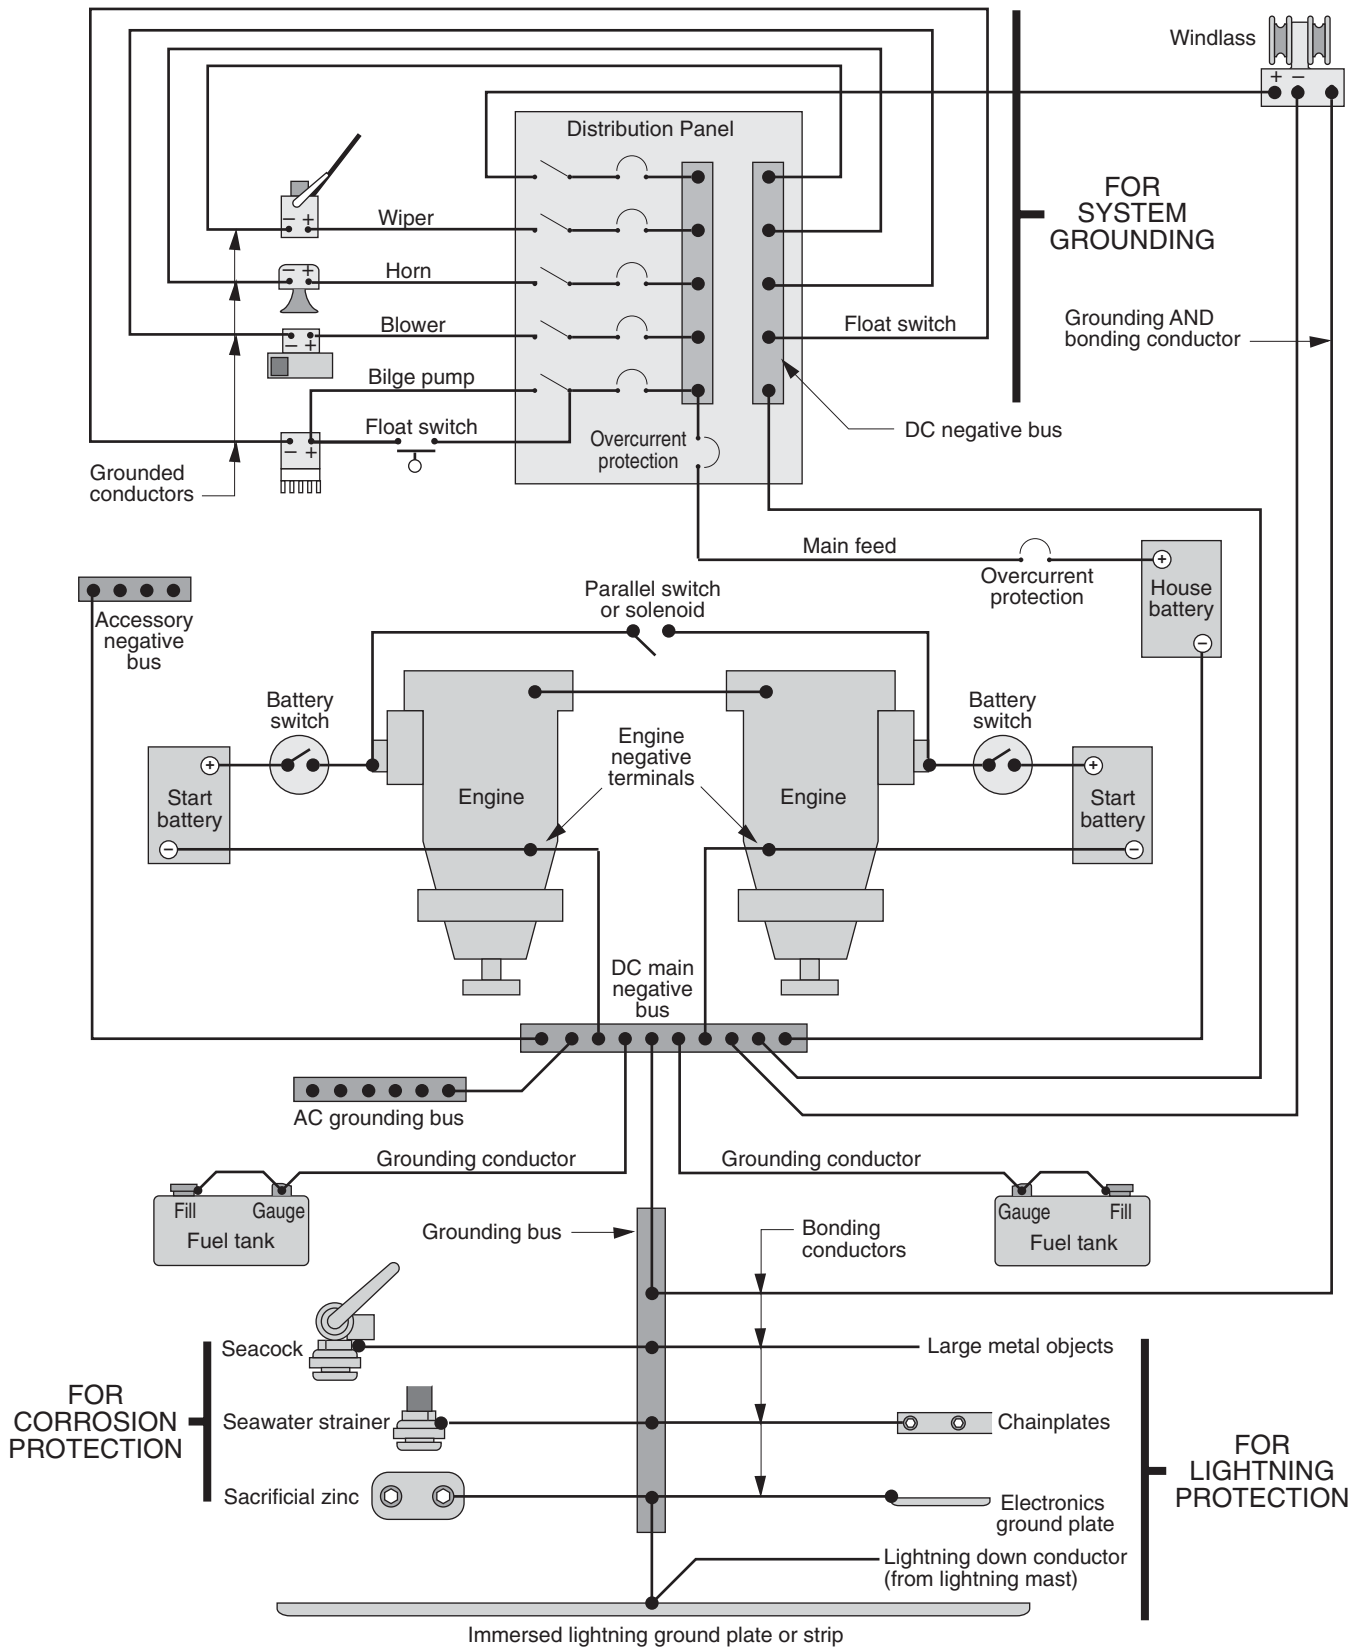 Windlass
+ −
Distribution Panel
FOR
SYSTEM
GROUNDING
− +
Wiper
− +
Horn
− +
Blower
Float switch
Grounding AND
bonding conductor
Bilge pump
Float switch
− +
Overcurrent
protection
DC negative bus
Grounded
conductors
Main feed
Overcurrent
protection
+
House
battery
−
Accessory
negative
bus
Parallel switch
or solenoid
Battery
switch
Battery
switch
Engine
negative
terminals
+
Start
battery
−
Engine
Engine
+
Start
battery
−
DC main
negative
bus
AC grounding bus
Grounding conductor
Grounding conductor
Fill
Gauge
Fuel tank
Gauge
Fill
Fuel tank
Grounding bus
Bonding
conductors
Seacock
Large metal objects
FOR
CORROSION
PROTECTION
Seawater strainer
Chainplates
FOR
LIGHTNING
PROTECTION
Sacrificial zinc
Electronics
ground plate
Lightning down conductor
(from lightning mast)
Immersed lightning ground plate or strip